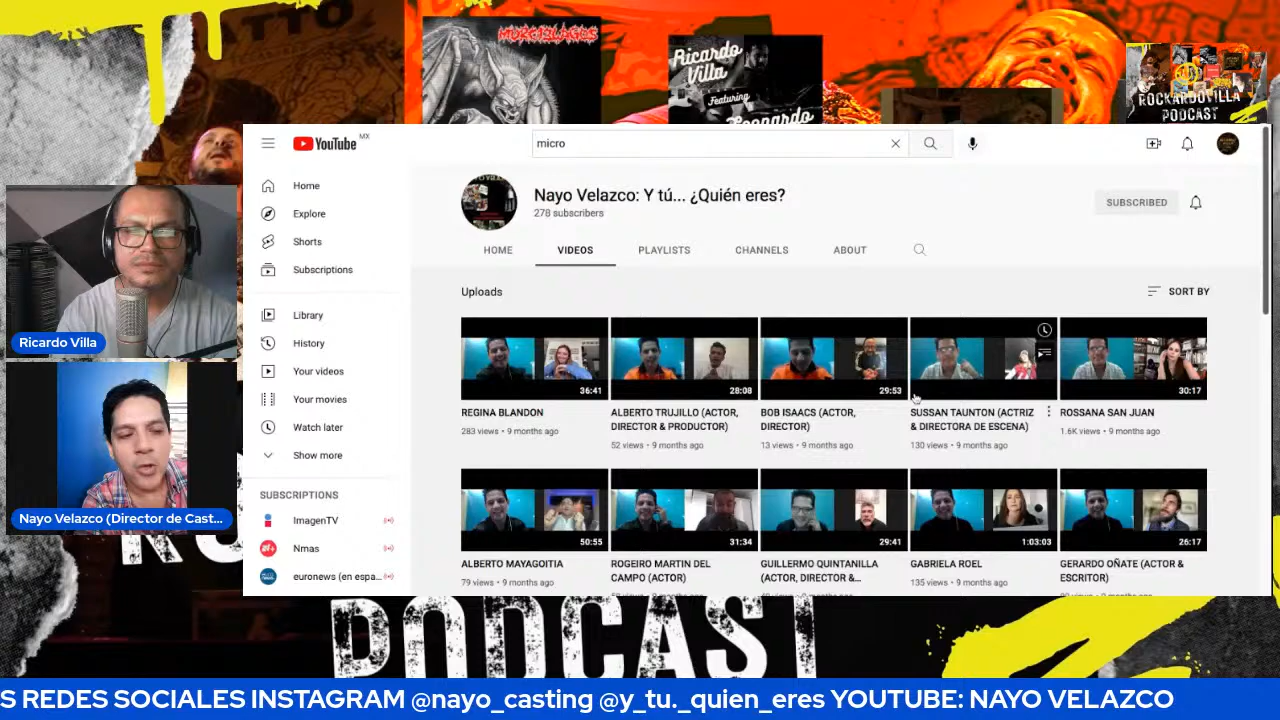 MURCIELAGOS
Ricardo
Villa
Featuring
Leonardo
ROCKARDOVILLA
PODCAST
YouTube MX
micro
Home
Explore
Shorts
Subscriptions
Library
History
Your videos
Your movies
Watch later
Show more
SUBSCRIPTIONS
ImagenTV
Nmas
euronews (en espa...
Nayo Velazco: Y tú... ¿Quién eres?
278 subscribers
SUBSCRIBED
HOME VIDEOS PLAYLISTS CHANNELS ABOUT
Uploads
SORT BY
36:41
REGINA BLANDON
283 views • 9 months ago
28:08
ALBERTO TRUJILLO (ACTOR,
DIRECTOR & PRODUCTOR)
52 views • 9 months ago
29:53
BOB ISAACS (ACTOR,
DIRECTOR)
13 views • 9 months ago
SUSSAN TAUNTON (ACTRIZ
& DIRECTORA DE ESCENA)
130 views • 9 months ago
30:17
ROSSANA SAN JUAN
1.6K views • 9 months ago
50:55
ALBERTO MAYAGOITIA
79 views • 9 months ago
31:34
ROGEIRO MARTIN DEL
CAMPO (ACTOR)
29:41
GUILLERMO QUINTANILLA
(ACTOR, DIRECTOR &...
1:03:03
GABRIELA ROEL
135 views • 9 months ago
26:17
GERARDO OÑATE (ACTOR &
ESCRITOR)
Ricardo Villa
Nayo Velazco (Director de Cast...
PODCAST
S REDES SOCIALES INSTAGRAM @nayo_casting @y_tu._quien_eres YOUTUBE: NAYO VELAZCO